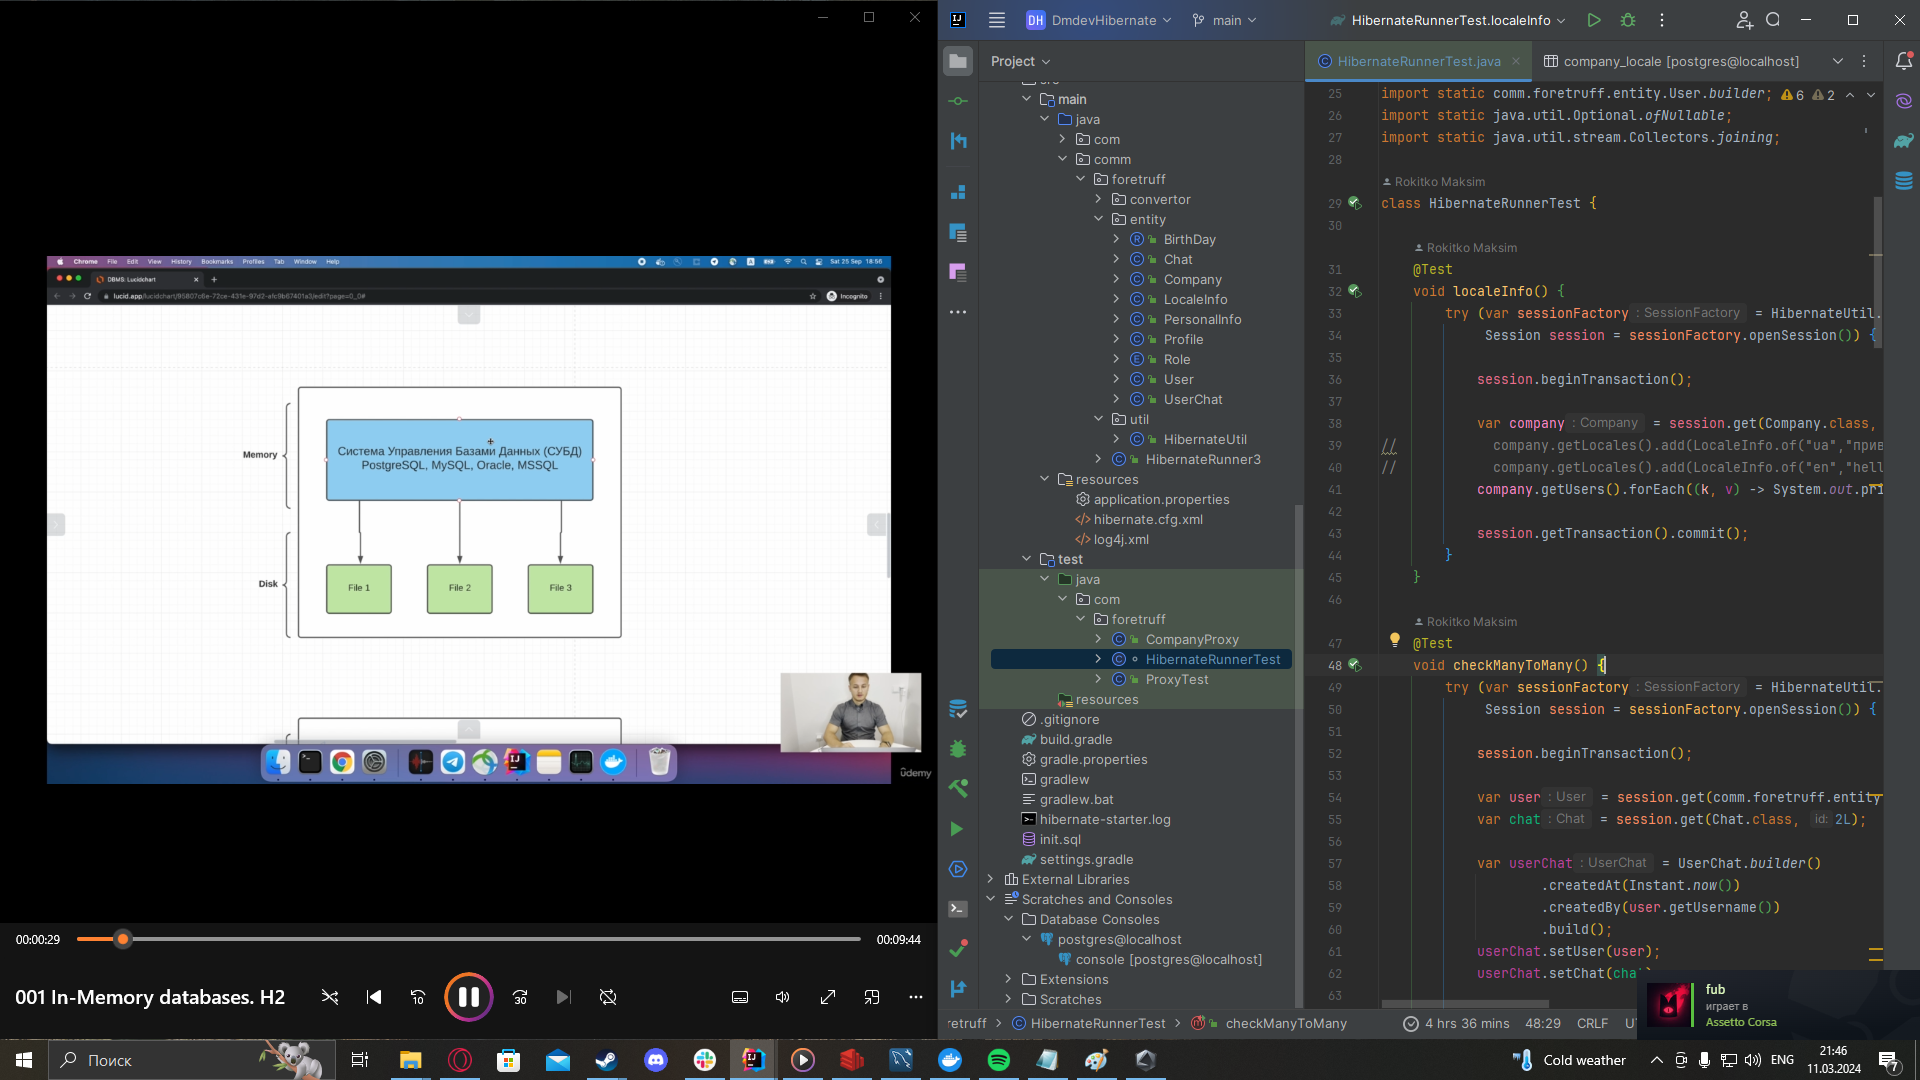 Chrome File Edit View History Bookmarks Profiles Tab Window Help
Sat 25 Sep 18:56
DBMS: Lucidchart
Incognito
Memory
Система Управления Базами Данных (СУБД)
PostgreSQL, MySQL, Oracle, MSSQL
Disk
File 1
File 2
File 3
udemy
00:00:29
00:09:44
001 In-Memory databases. H2
10
30
DH DmdevHibernate
main
HibernateRunnerTest.localeInfo
Project
main
java
com
comm
foretruff
convertor
entity
BirthDay
Chat
Company
LocaleInfo
PersonalInfo
Profile
Role
User
UserChat
util
HibernateUtil
HibernateRunner3
resources
application.properties
hibernate.cfg.xml
log4j.xml
test
java
com
foretruff
CompanyProxy
HibernateRunnerTest
ProxyTest
resources
.gitignore
build.gradle
gradle.properties
gradlew
gradlew.bat
hibernate-starter.log
init.sql
settings.gradle
External Libraries
Scratches and Consoles
Database Consoles
postgres@localhost
console [postgres@localhost]
Extensions
Scratches
HibernateRunnerTest.java
company_locale [postgres@localhost]
6 2
25 import static comm.foretruff.entity.User.builder;
26 import static java.util.Optional.ofNullable;
27 import static java.util.stream.Collectors.joining;
28
Rokitko Maksim
29 class HibernateRunnerTest {
30
Rokitko Maksim
31 @Test
32 void localeInfo() {
33 try (var sessionFactory : SessionFactory = HibernateUtil.
34 Session session = sessionFactory.openSession()) {
35
36 session.beginTransaction();
37
38 var company : Company = session.get(Company.class,
39 // company.getLocales().add(LocaleInfo.of("ua","прив
40 // company.getLocales().add(LocaleInfo.of("en","hell
41 company.getUsers().forEach((k, v) -> System.out.pri
42
43 session.getTransaction().commit();
44 }
45 }
46
Rokitko Maksim
47 @Test
48 void checkManyToMany() {
49 try (var sessionFactory : SessionFactory = HibernateUtil.
50 Session session = sessionFactory.openSession()) {
51
52 session.beginTransaction();
53
54 var user : User = session.get(comm.foretruff.entity
55 var chat : Chat = session.get(Chat.class, id: 2L);
56
57 var userChat : UserChat = UserChat.builder()
58 .createdAt(Instant.now())
59 .createdBy(user.getUsername())
60 .build();
61 userChat.setUser(user);
62 userChat.setChat(cha
63
fub
играет в
Assetto Corsa
retruff > HibernateRunnerTest > checkManyToMany
4 hrs 36 mins 48:29 CRLF
Поиск
Cold weather
ENG
21:46
11.03.2024
7